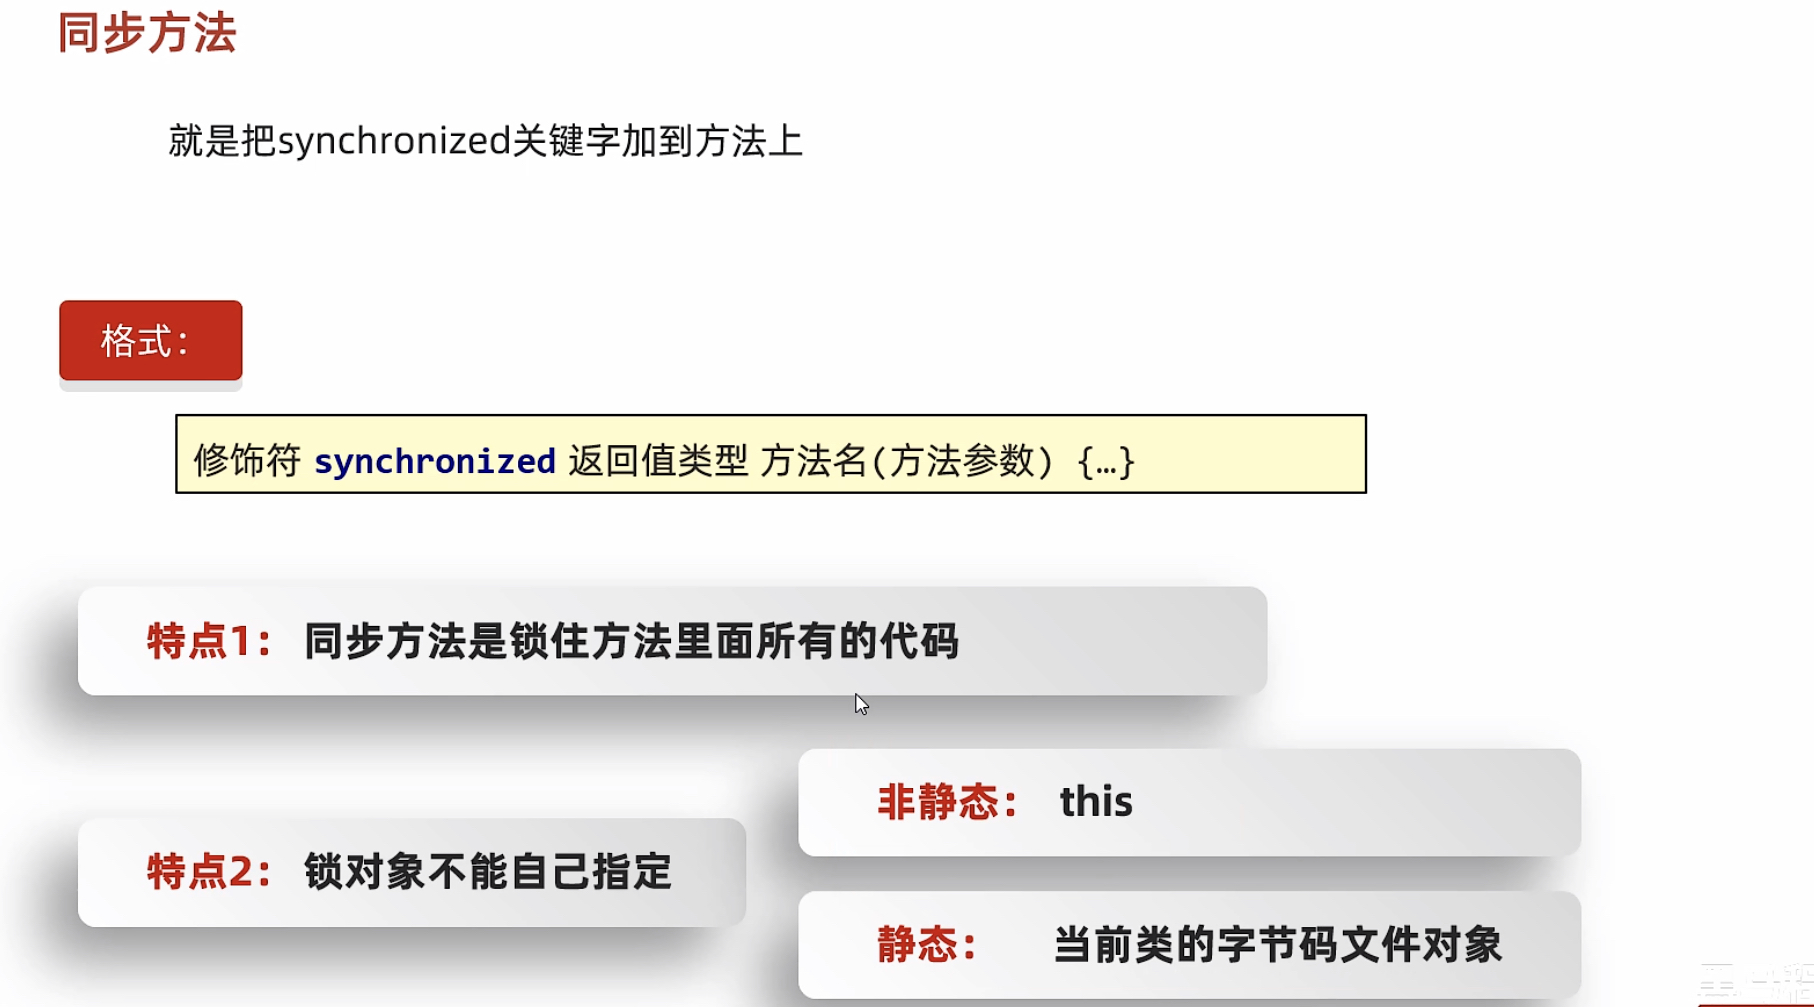 同步方法
就是把synchronized关键字加到方法上
格式：
修饰符 synchronized 返回值类型 方法名(方法参数) {…}
特点1： 同步方法是锁住方法里面所有的代码
特点2： 锁对象不能自己指定
非静态： this
静态： 当前类的字节码文件对象